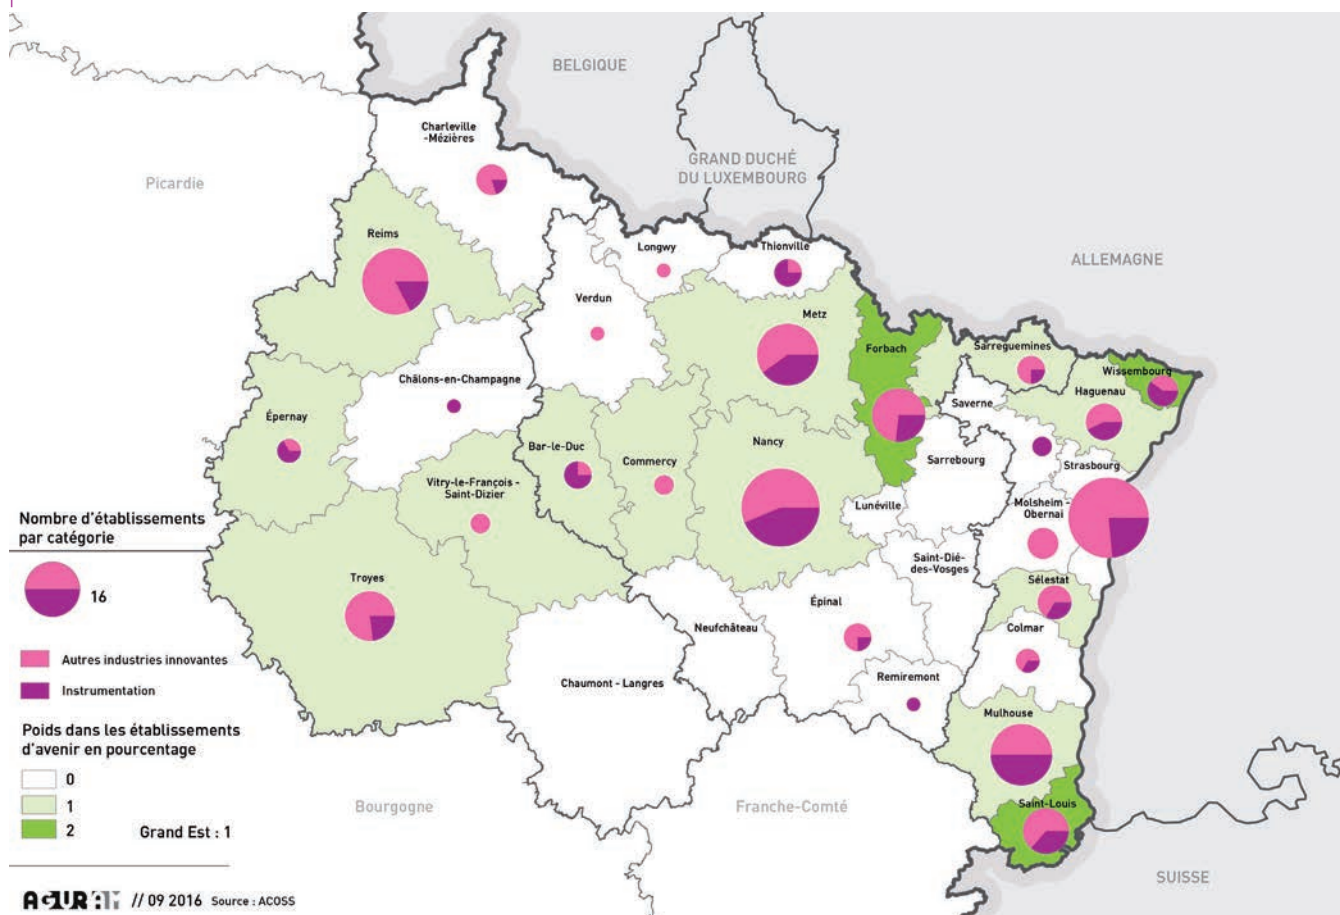 BELGIQUE
Charleville
-Mézières
GRAND DUCHÉ
DU LUXEMBOURG
Picardie
Reims
Longwy
Thionville
ALLEMAGNE
Verdun
Metz
Forbach
Sarreguemines
Wissembourg
Châlons-en-Champagne
Haguenau
Saverne
Épernay
Bar-le-Duc
Commercy
Nancy
Sarrebourg
Strasbourg
Vitry-le-François -
Saint-Dizier
Lunéville
Molsheim -
Obernai
Nombre d'établissements
par catégorie
16
Autres industries innovantes
Instrumentation
Troyes
Saint-Dié-
des-Vosges
Sélestat
Épinal
Neufchâteau
Colmar
Chaumont - Langres
Remiremont
Mulhouse
Poids dans les établissements
d'avenir en pourcentage
0
1
2
Grand Est : 1
Bourgogne
Franche-Comté
Saint-Louis
SUISSE
AGURAM // 09 2016 Source : ACOSS